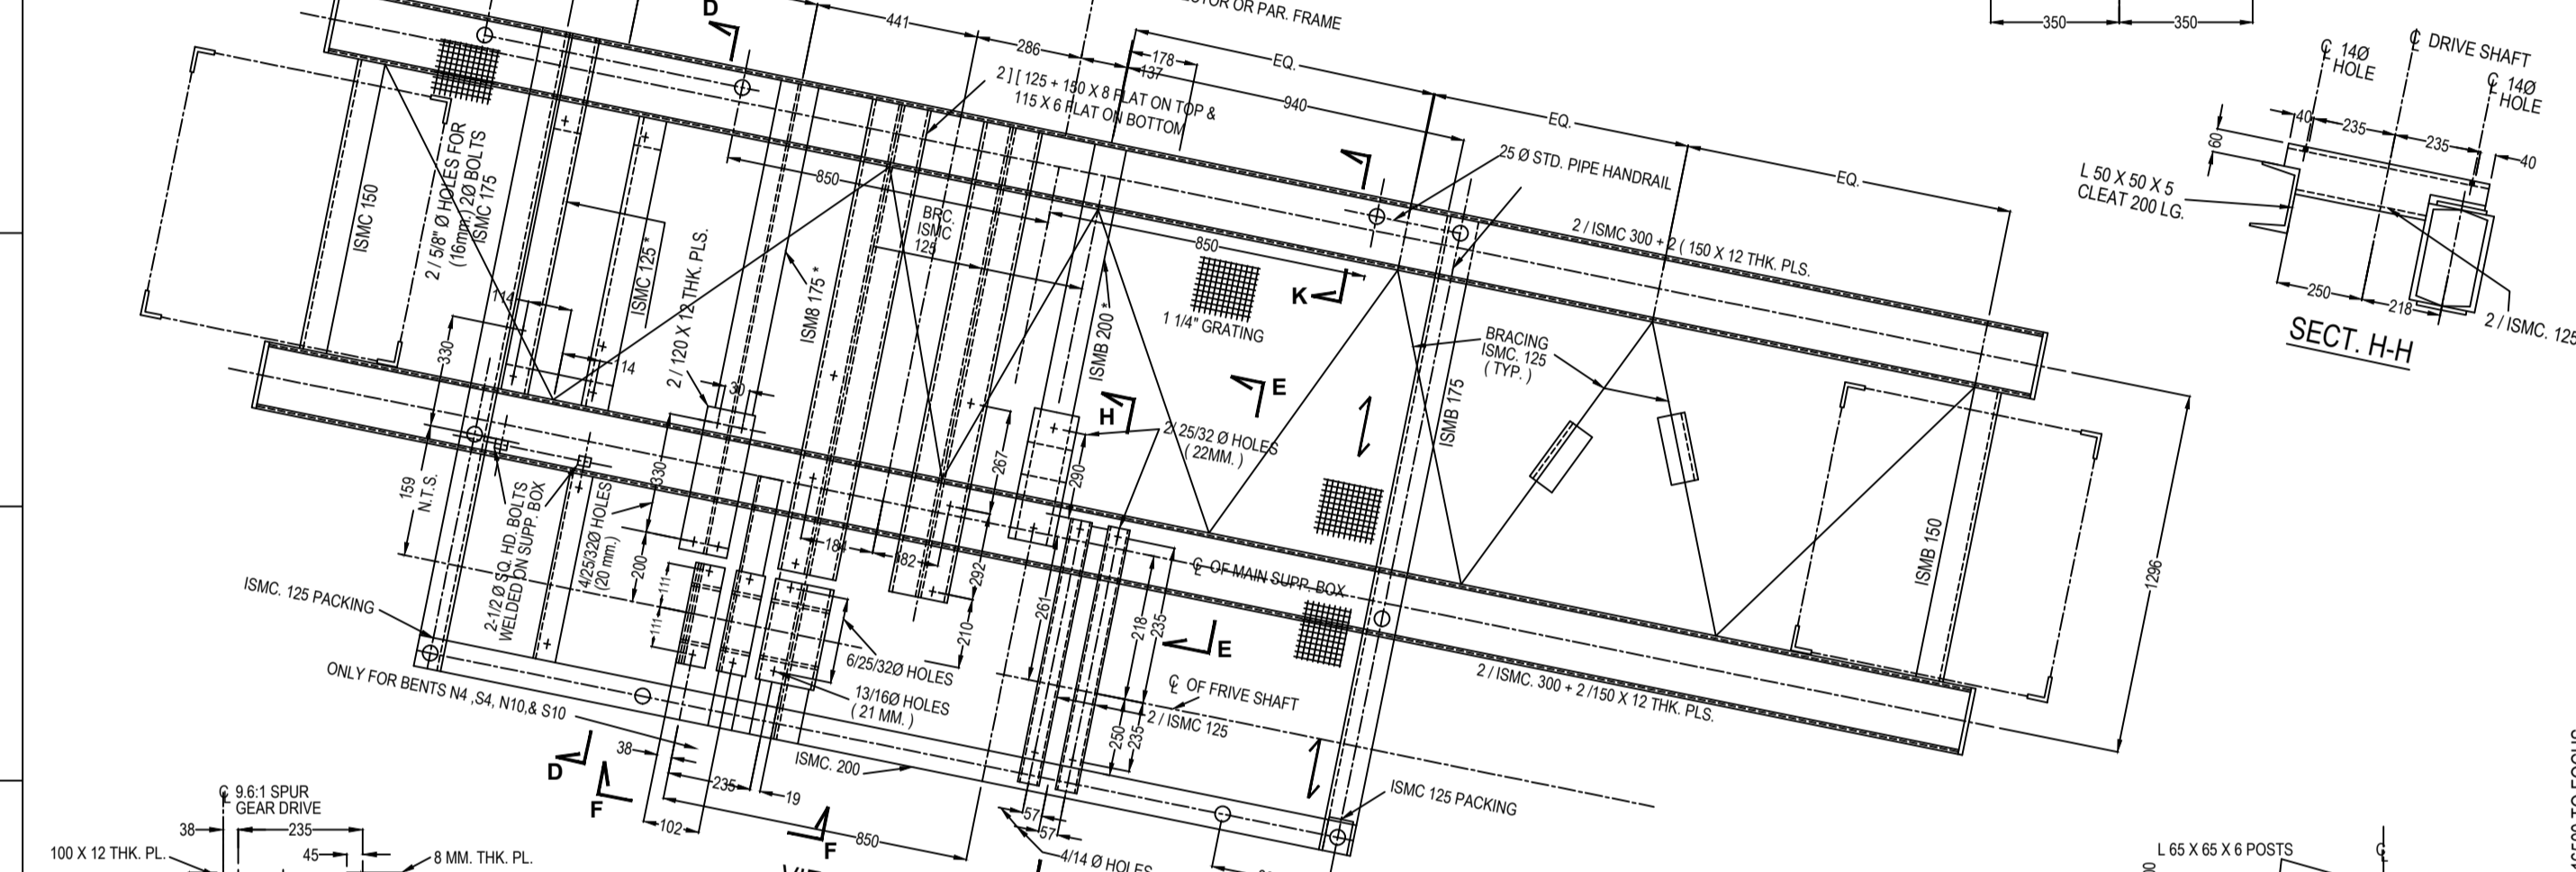 D
441
286
178
137
EQ.
940
EQ.
EQ.
OR PAR. FRAME
2 ] [ 125 + 150 X 8 FLAT ON TOP &
115 X 6 FLAT ON BOTTOM
350
350
℄ 14Ø
HOLE
℄ DRIVE SHAFT
℄ 14Ø
HOLE
40
235
235
40
60
L 50 X 50 X 5
CLEAT 200 LG.
250
218
2 / ISMC. 125
SECT. H-H
ISMC 150
2 / 5/8" Ø HOLES FOR
(16mm.) 2Ø BOLTS
ISMC 175
ISMC 125 *
114
14
330
2 / 120 X 12 THK. PLS.
30
ISM8 175 *
850
BRC.
ISMC
125
850
ISMB 200 *
1 1/4" GRATING
K
25 Ø STD. PIPE HANDRAIL
2 / ISMC 300 + 2 ( 150 X 12 THK. PLS.
BRACING
ISMC. 125
( TYP. )
ISMB 175
H
E
2/ 25/32 Ø HOLES
( 22MM. )
267
290
ISMB 150
1296
159
N.T.S.
330
200
2-1/2 Ø SQ. HD. BOLTS
WELDED ON SUPP. BOX
4/25/32Ø HOLES
(20 mm.)
184
82
292
210
111
111
261
218
235
℄ OF MAIN SUPP. BOX
E
℄ OF FRIVE SHAFT
2 / ISMC 125
250
235
2 / ISMC. 300 + 2 /150 X 12 THK. PLS.
ISMC. 125 PACKING
ONLY FOR BENTS N4 ,S4, N10,& S10
6/25/32Ø HOLES
13/16Ø HOLES
( 21 MM. )
ISMC. 200
D
F
38
235
19
102
850
F
57
57
4/14 Ø HOLES
ISMC 125 PACKING
℄ 9.6:1 SPUR
GEAR DRIVE
38
235
45
100 X 12 THK. PL.
8 MM. THK. PL.
L 65 X 65 X 6 POSTS
℄